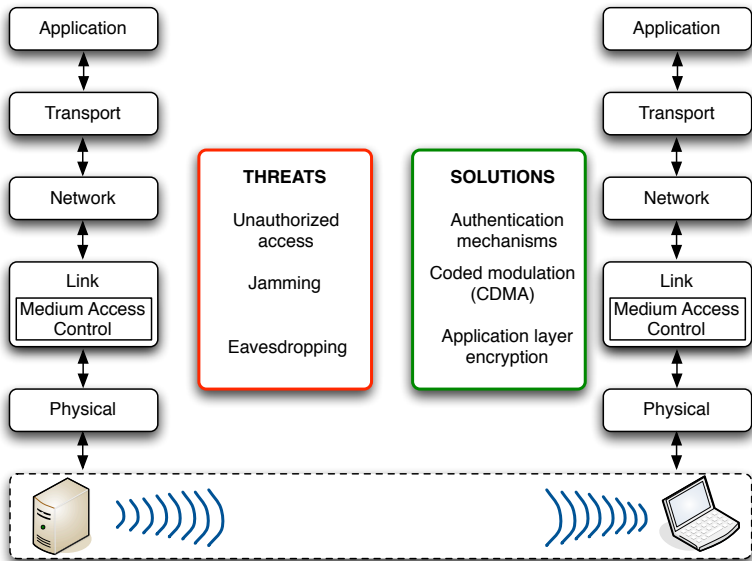 Application
Transport
Network
Link
Medium Access
Control
Physical
THREATS
Unauthorized
access
Jamming
Eavesdropping
SOLUTIONS
Authentication
mechanisms
Coded modulation
(CDMA)
Application layer
encryption
Application
Transport
Network
Link
Medium Access
Control
Physical